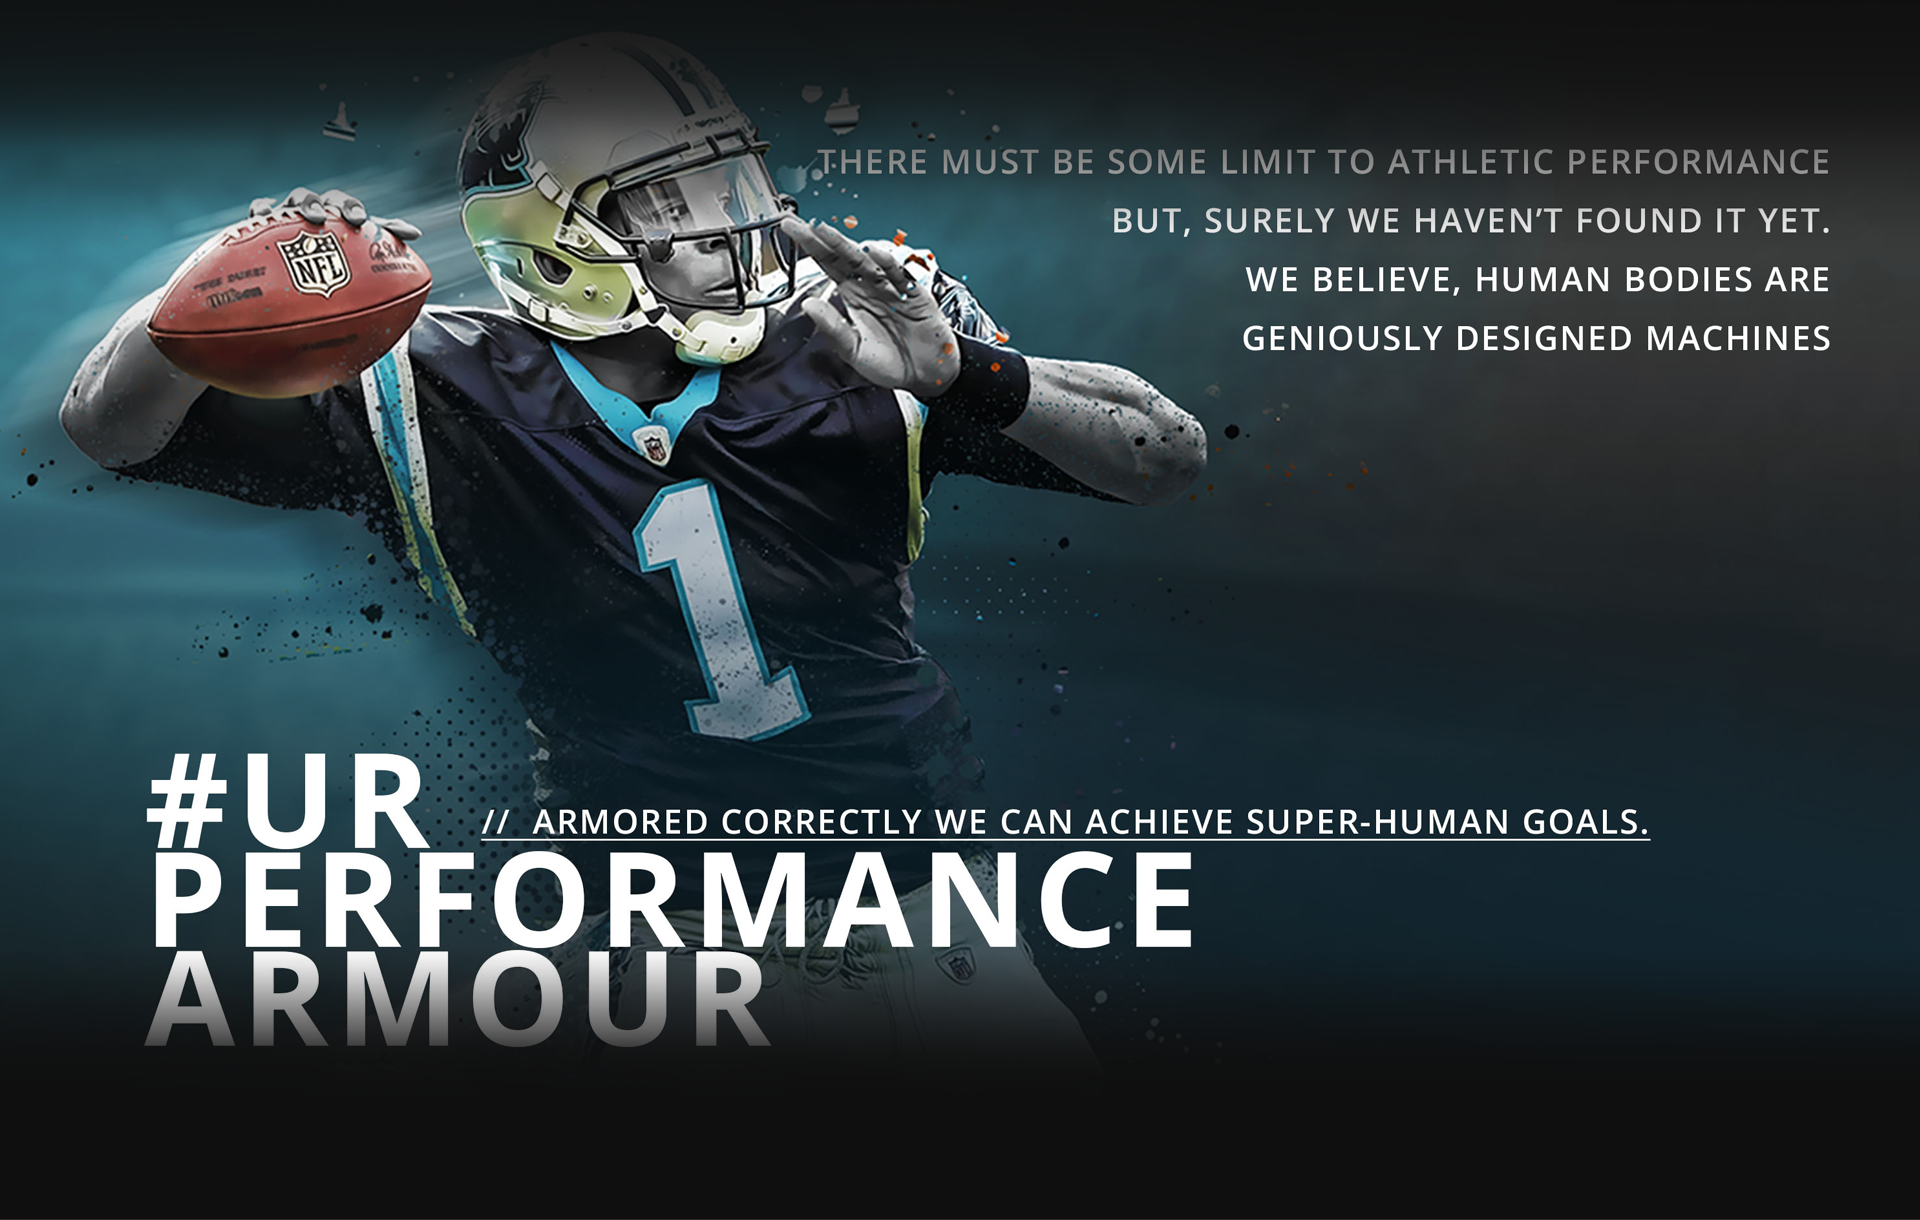 THERE MUST BE SOME LIMIT TO ATHLETIC PERFORMANCE
BUT, SURELY WE HAVEN’T FOUND IT YET.
WE BELIEVE, HUMAN BODIES ARE
GENIOUSLY DESIGNED MACHINES
NFL
1
#UR
// ARMORED CORRECTLY WE CAN ACHIEVE SUPER-HUMAN GOALS.
PERFORMANCE
ARMOUR